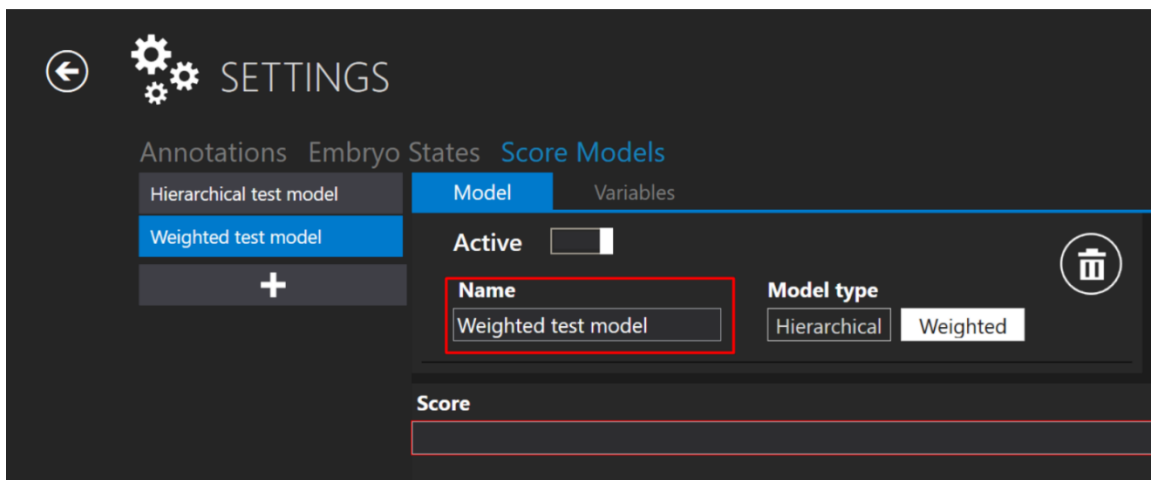 SETTINGS
Annotations Embryo States Score Models
Hierarchical test model
Model Variables
Weighted test model
Active
Name
Model type
Weighted test model
Hierarchical Weighted
Score